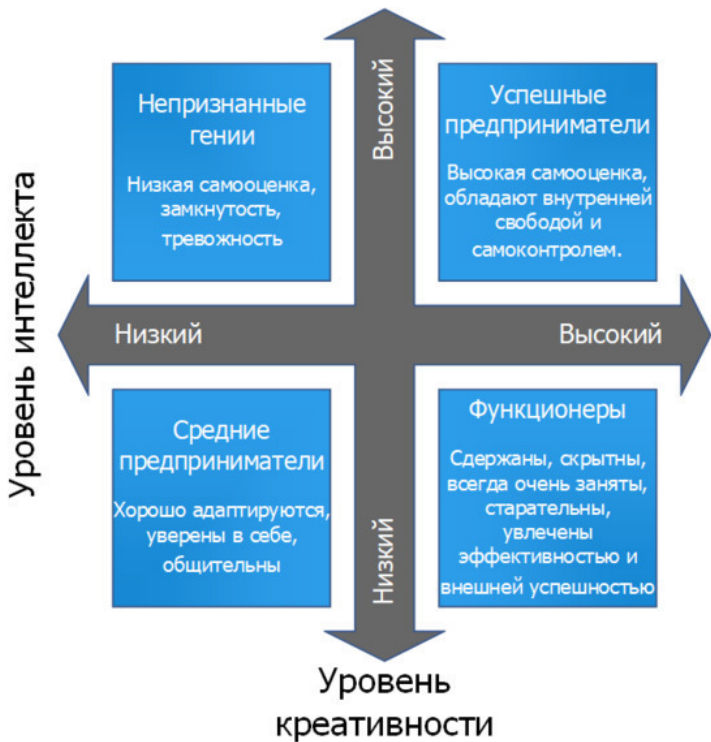 Непризнанные
гении
Низкая самооценка,
замкнутость,
тревожность
Высокий
Успешные
предприниматели
Высокая самооценка,
обладают внутренней
свободой и
самоконтролем.
Уровень интеллекта
Низкий
Высокий
Средние
предприниматели
Хорошо адаптируются,
уверены в себе,
общительны
Низкий
Функционеры
Сдержаны, скрытны,
всегда очень заняты,
старательны,
увлечены
эффективностью и
внешней успешностью
Уровень
креативности